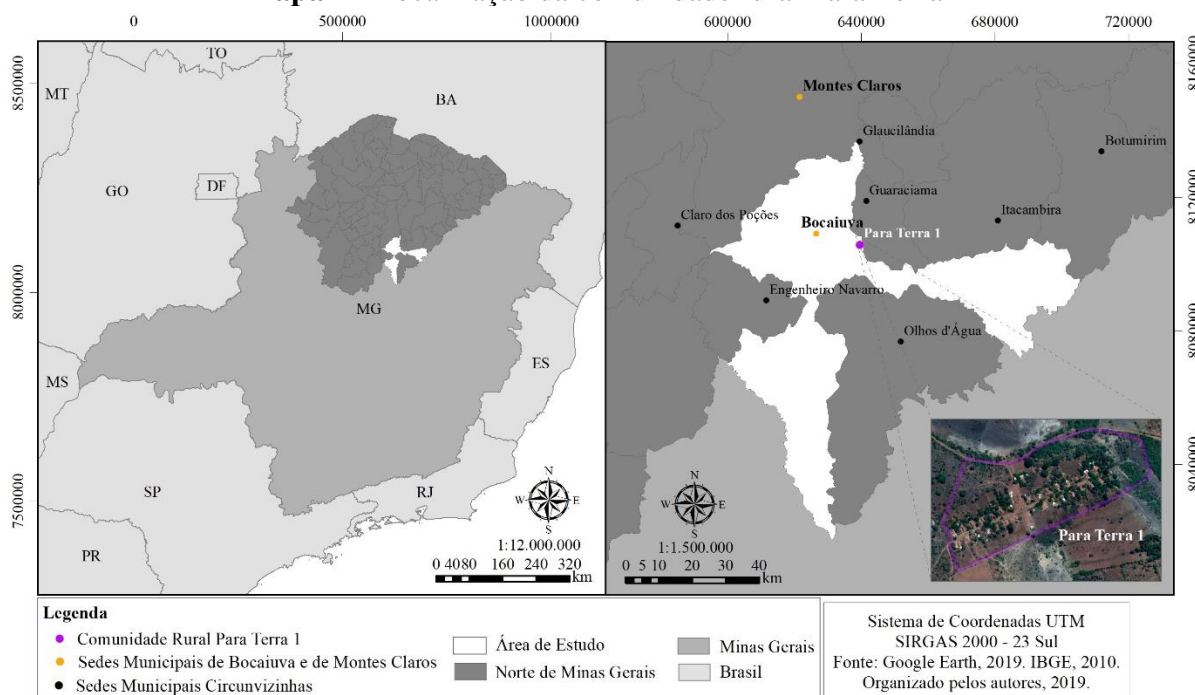 500000
1000000
8500000
8000000
7500000
TO
MT
BA
GO
DF
MG
ES
MS
SP
RJ
PR
N
W
E
S
1:12.000.000
0 4080 160 240 320
km
600000
640000
680000
720000
8160000
8120000
8080000
8040000
Montes Claros
Glaucilândia
Botumirim
Guaraciama
Claro dos Poções
Itacambira
Bocaiuva
Para Terra 1
Engenheiro Navarro
Olhos d'Água
N
W
E
S
1:1.500.000
0 5 10 20 30 40
km
Para Terra 1
Legenda
Comunidade Rural Para Terra 1
Sedes Municipais de Bocaiuva e de Montes Claros
Sedes Municipais Circunvizinhas
Área de Estudo
Norte de Minas Gerais
Minas Gerais
Brasil
Sistema de Coordenadas UTM
SIRGAS 2000 - 23 Sul
Fonte: Google Earth, 2019. IBGE, 2010.
Organizado pelos autores, 2019.